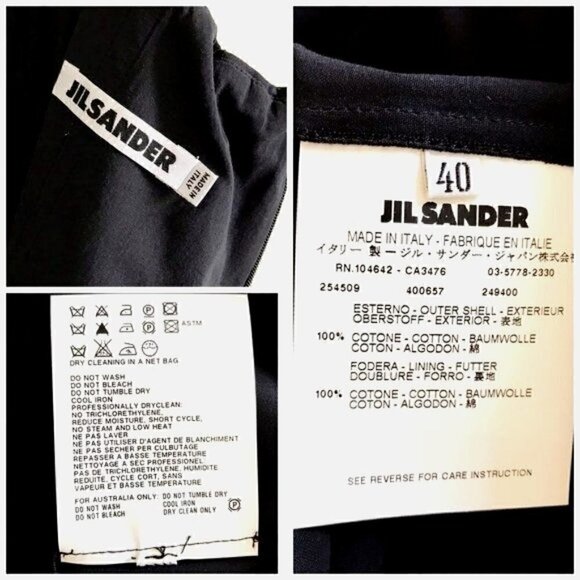 JIL SANDER
MADE IN
ITALY
40
JIL SANDER
MADE IN ITALY - FABRIQUE EN ITALIE
イタリー 製 ージル・サンダー・ジャパン株式会
RN.104642 - CA3476 03-5778-2330
254509 400657 249400
ESTERNO - OUTER SHELL - EXTERIEUR
OBERSTOFF - EXTERIOR - 表地
100% COTONE - COTTON - BAUMWOLLE
COTON - ALGODON - 綿
FODERA - LINING - FUTTER
DOUBLURE - FORRO - 裏地
100% COTONE - COTTON - BAUMWOLLE
COTON - ALGODON - 綿
SEE REVERSE FOR CARE INSTRUCTION
ASTM
DRY CLEANING IN A NET BAG
DO NOT WASH
DO NOT BLEACH
DO NOT TUMBLE DRY
COOL IRON
PROFESSIONALLY DRYCLEAN:
NO TRICHLORETHYLENE,
REDUCE MOISTURE, SHORT CYCLE,
NO STEAM AND LOW HEAT
NE PAS LAVER
NE PAS UTILISER D'AGENT DE BLANCHIMENT
NE PAS SECHER PAR CULBUTAGE
REPASSER A BASSE TEMPERATURE
NETTOYAGE A SEC PROFESSIONEL
PAS DE TRICHLORETHYLENE, HUMIDITE
REDUITE, CYCLE CORT, SANS
VAPEUR ET BASSE TEMPERATURE
FOR AUSTRALIA ONLY: DO NOT TUMBLE DRY
DO NOT WASH COOL IRON
DO NOT BLEACH DRY CLEAN ONLY